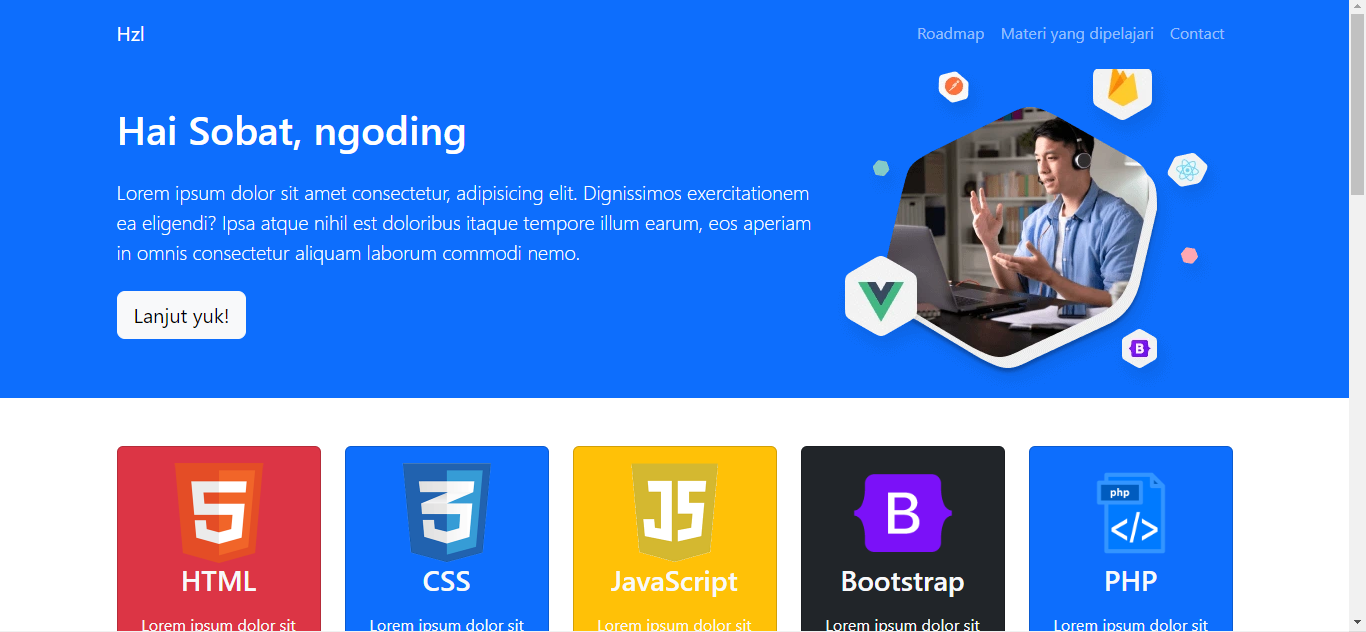 Hzl
Roadmap Materi yang dipelajari Contact
Hai Sobat, ngoding
Lorem ipsum dolor sit amet consectetur, adipisicing elit. Dignissimos exercitationem
ea eligendi? Ipsa atque nihil est doloribus itaque tempore illum earum, eos aperiam
in omnis consectetur aliquam laborum commodi nemo.
Lanjut yuk!
B
5
3
JS
B
php
</>
HTML
CSS
JavaScript
Bootstrap
PHP
Lorem ipsum dolor sit
Lorem ipsum dolor sit
Lorem ipsum dolor sit
Lorem ipsum dolor sit
Lorem ipsum dolor sit